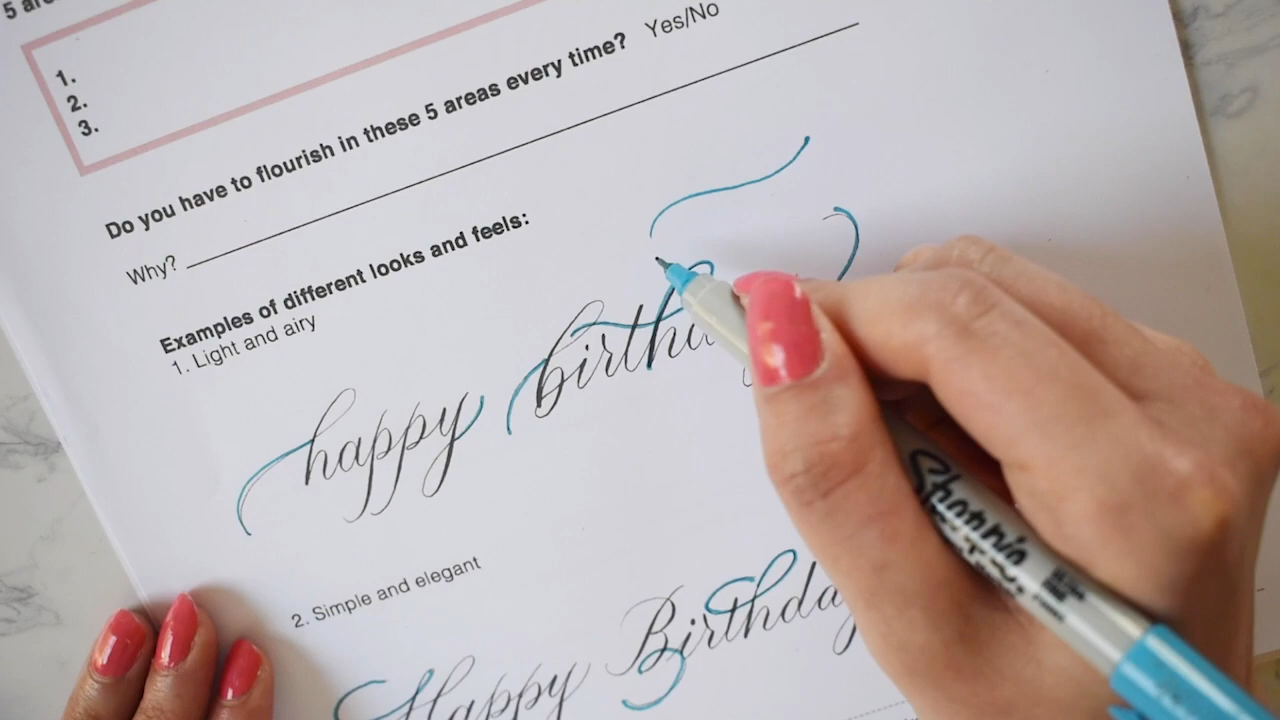 5
1.
2.
3.
Do you have to flourish in these 5 areas every time? Yes/No
Why?
Examples of different looks and feels:
1. Light and airy
happy
2. Simple and elegant
Happy Birthday
Sharpie